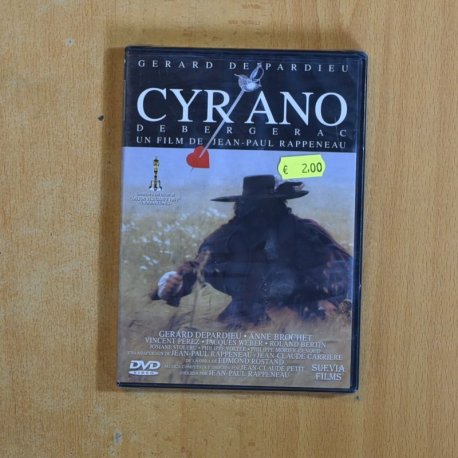 GERARD DEPARDIEU
CYRANO
DE BERGERAC
UN FILM DE JEAN-PAUL RAPPENEAU
€ 2.00
GERARD DEPARDIEU · ANNE BROCHET
VINCENT PEREZ · JACQUES WEBER · ROLAND BERTIN
JEAN-PAUL RAPPENEAU · JEAN-CLAUDE CARRIERE
EDMOND ROSTAND
JEAN-CLAUDE PETIT
JEAN-PAUL RAPPENEAU
SUEVIA
FILMS
DVD
VIDEO